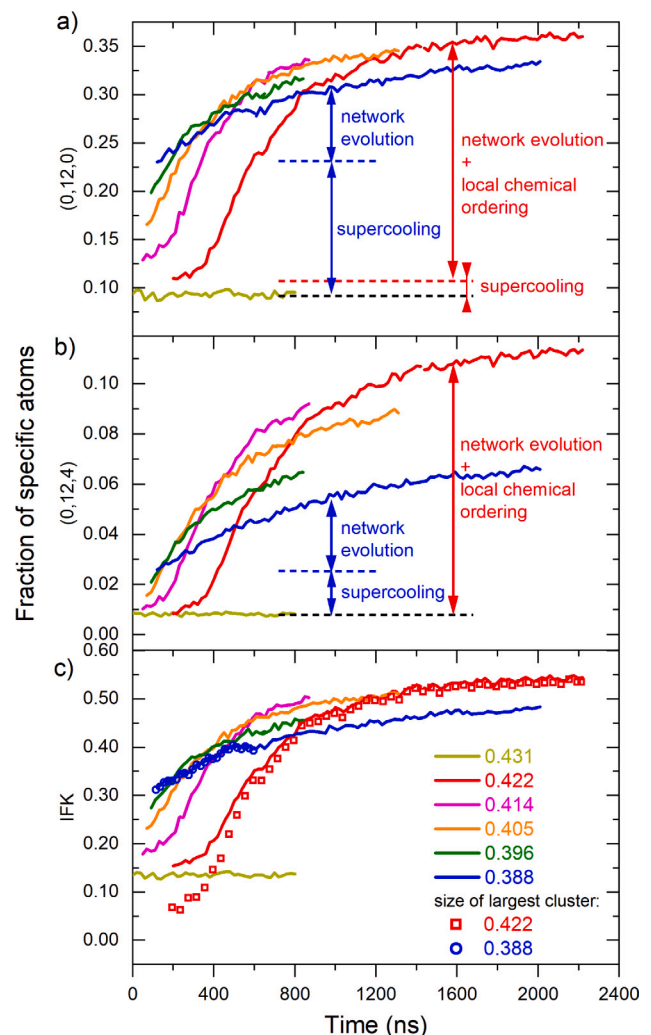 a)
0.35
0.30
0.25
0.20
0.15
0.10
(0,12,0)
network
evolution
supercooling
network evolution
+
local chemical
ordering
supercooling
b)
0.10
0.08
0.06
0.04
0.02
0.00
(0,12,4)
Fraction of specific atoms
network evolution
+
local chemical
ordering
network
evolution
supercooling
c)
0.60
0.50
0.40
0.30
0.20
0.10
0.00
IFK
0.431
0.422
0.414
0.405
0.396
0.388
size of largest cluster:
0.422
0.388
0 400 800 1200 1600 2000 2400
Time (ns)